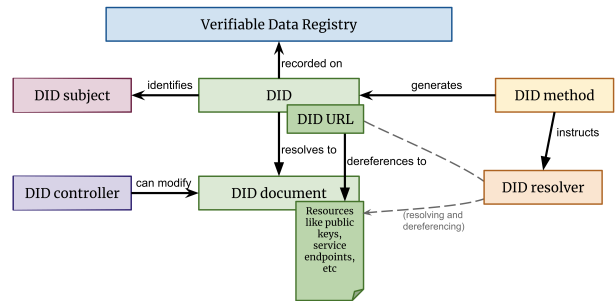 Verifiable Data Registry
recorded on
DID subject
identifies
DID
generates
DID method
DID URL
instructs
resolves to
dereferences to
DID controller
can modify
DID document
DID resolver
Resources
like public
keys,
service
endpoints,
etc
(resolving and
dereferencing)